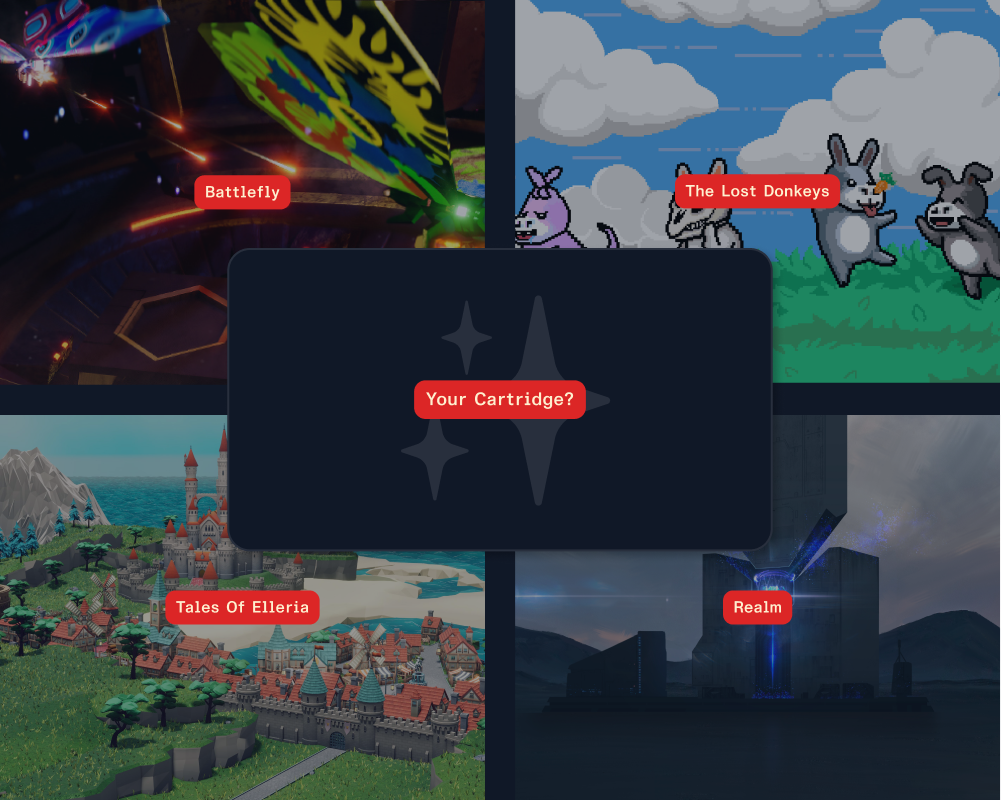 Battlefly
The Lost Donkeys
Your Cartridge?
Tales Of Elleria
Realm